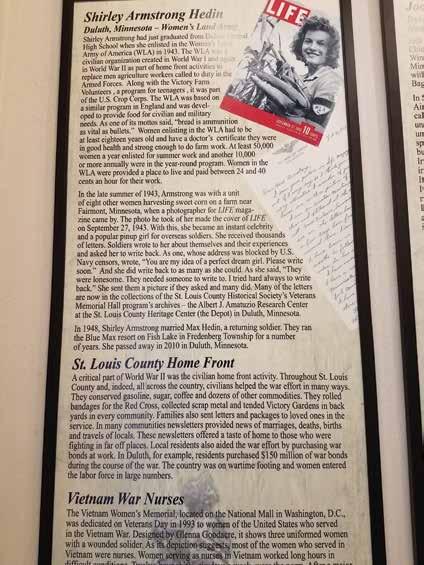 Shirley Armstrong Hedin
Duluth, Minnesota – Women's Land Army
Shirley Armstrong had just graduated from
High School when she enlisted in the Women's
Army of America (WLA) in 1943. The WLA was a
civilian organization created in World War I and again
in World War II as part of home front activities to
replace men agriculture workers called to duty in the
Armed Forces. Along with the Victory Farm
Volunteers , a program for teenagers , it was part
of the U.S. Crop Corps. The WLA was based on
a similar program in England and was devel-
oped to provide food for civilian and military
needs. As one of its mottos said, "bread is ammunition
as vital as bullets." Women enlisting in the WLA had to be
at least eighteen years old and have a doctor's certificate they were
in good health and strong enough to do farm work. At least 50,000
women a year enlisted for summer work and another 10,000
or more annually were in the year-round program. Women in the
WLA were provided a place to live and paid between 24 and 40
cents an hour for their work.
LIFE
10
CENTS
In the late summer of 1943, Armstrong was with a unit
of eight other women harvesting sweet corn on a farm near
Fairmont, Minnesota, when a photographer for LIFE maga-
zine came by. The photo he took of her made the cover of LIFE
on September 27, 1943. With this, she became an instant celebrity
and a popular pinup girl for overseas soldiers. She received thousands
of letters. Soldiers wrote to her about themselves and their experiences
and asked her to write back. As one, whose address was blocked by U.S.
Navy censors, wrote, "You are my idea of a perfect dream girl. Please write
soon." And she did write back to as many as she could. As she said, "They
were lonesome. They needed someone to write to. I tried hard always to write
back." She sent them a picture if they asked and many did. Many of the letters
are now in the collections of the St. Louis County Historical Society's Veterans
Memorial Hall program's archives – the Albert J. Amatuzio Research Center
at the St. Louis County Heritage Center (the Depot) in Duluth, Minnesota.
In 1948, Shirley Armstrong married Max Hedin, a returning soldier. They ran
the Blue Max resort on Fish Lake in Fredenberg Township for a number
of years. She passed away in 2010 in Duluth, Minnesota.
St. Louis County Home Front
A critical part of World War II was the civilian home front activity. Throughout St. Louis
County and, indeed, all across the country, civilians helped the war effort in many ways.
They conserved gasoline, sugar, coffee and dozens of other commodities. They rolled
bandages for the Red Cross, collected scrap metal and tended Victory Gardens in back
yards in every community. Families also sent letters and packages to loved ones in the
service. In many communities newsletters provided news of marriages, deaths, births
and travels of locals. These newsletters offered a taste of home to those who were
fighting in far off places. Local residents also aided the war effort by purchasing war
bonds at work. In Duluth, for example, residents purchased $150 million of war bonds
during the course of the war. The country was on wartime footing and women entered
the labor force in large numbers.
Vietnam War Nurses
The Vietnam Women's Memorial, located on the National Mall in Washington, D.C.,
was dedicated on Veterans Day in 1993 to women of the United States who served
in the Vietnam War. Designed by Glenna Goodacre, it shows three uniformed women
with a wounded solider. As its depiction suggests, most of the women who served in
Vietnam were nurses. Women serving as nurses in Vietnam worked long hours in